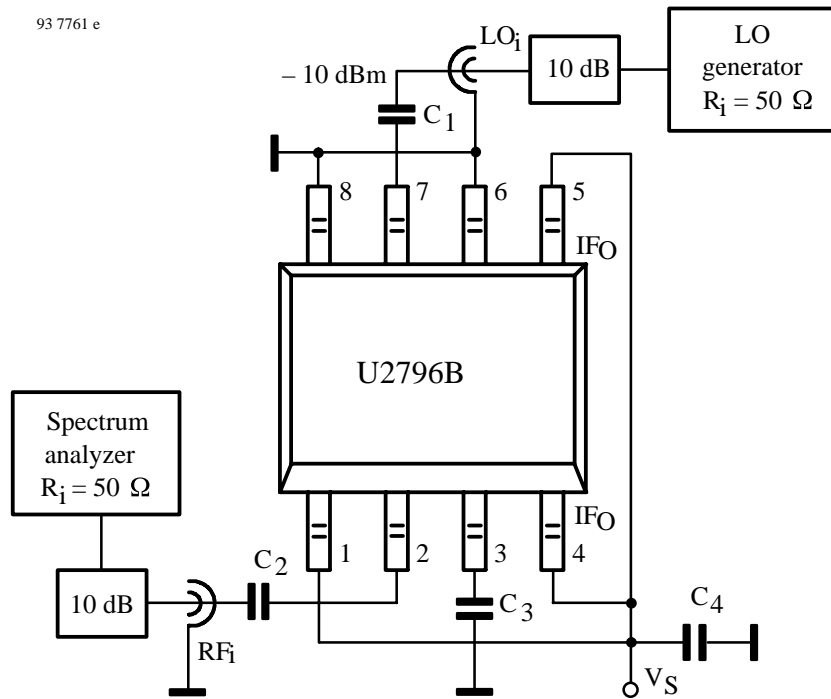 93 7761 e
LOi
– 10 dBm
10 dB
LO
generator
Ri = 50 Ω
C1
8
7
6
5
IFO
U2796B
Spectrum
analyzer
Ri = 50 Ω
IFO
1
2
3
4
C2
10 dB
RFi
C3
C4
VS